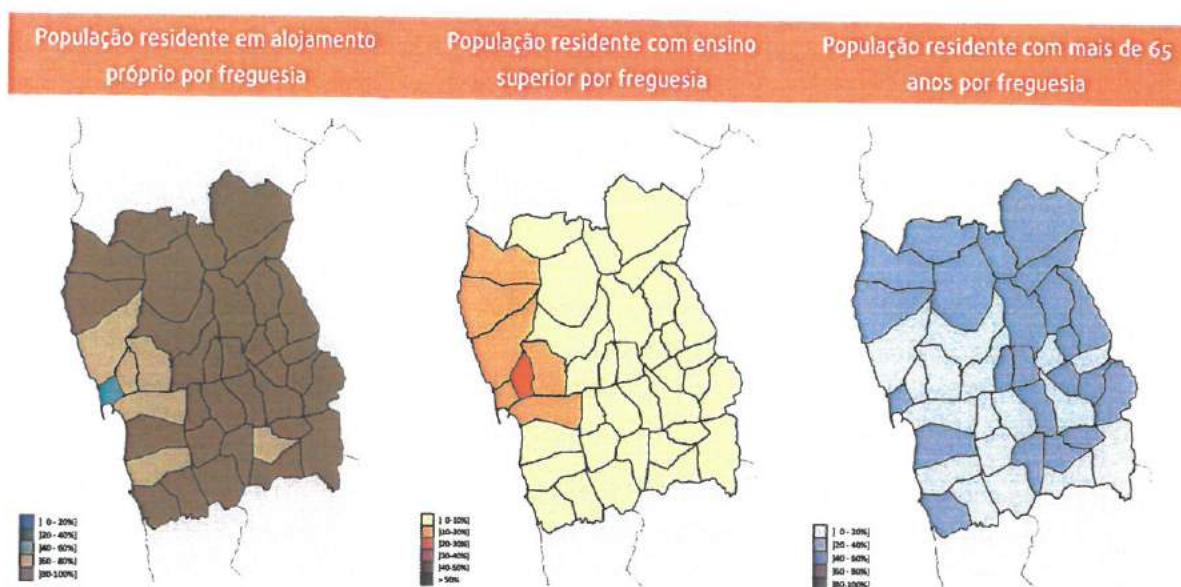 População residente em alojamento
próprio por freguesia
População residente com ensino
superior por freguesia
População residente com mais de 65
anos por freguesia
] 0 - 20%]
]20 - 40%]
]40 - 60%]
]60 - 80%]
]80-100%]
] 0-10%]
]10-20%]
]20-30%]
]30-40%]
]40-50%]
> 50%
] 0 - 20%]
]20 - 40%]
]40 - 60%]
]60 - 80%]
]80-100%]